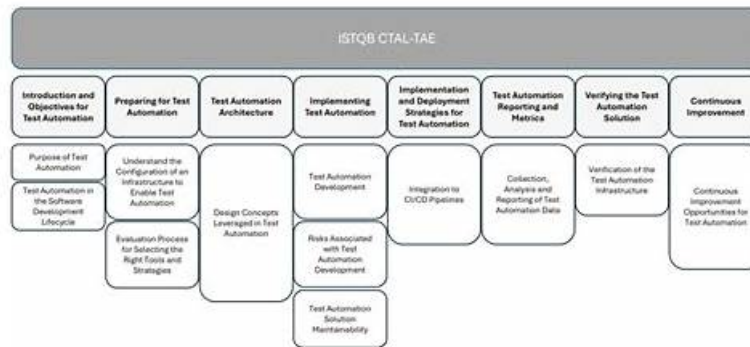 ISTQB CTAL-TAE
Introduction and
Objectives for
Test Automation
Preparing for Test
Automation
Test Automation
Architecture
Implementing
Test Automation
Implementation
and Deployment
Strategies for
Test Automation
Test Automation
Reporting and
Metrics
Verifying the Test
Automation
Solution
Continuous
Improvement
Purpose of Test
Automation
Test Automation in
the Software
Development
Lifecycle
Understand the
Configuration of an
Infrastructure to
Enable Test
Automation
Evaluation Process
for Selecting the
Right Tools and
Strategies
Design Concepts
Leveraged in Test
Automation
Test Automation
Development
Risks Associated
with Test
Automation
Development
Test Automation
Solution
Maintainability
Integration to
CI/CD Pipelines
Collection,
Analysis and
Reporting of Test
Automation Data
Verification of the
Test Automation
Infrastructure
Continuous
Improvement
Opportunities for
Test Automation